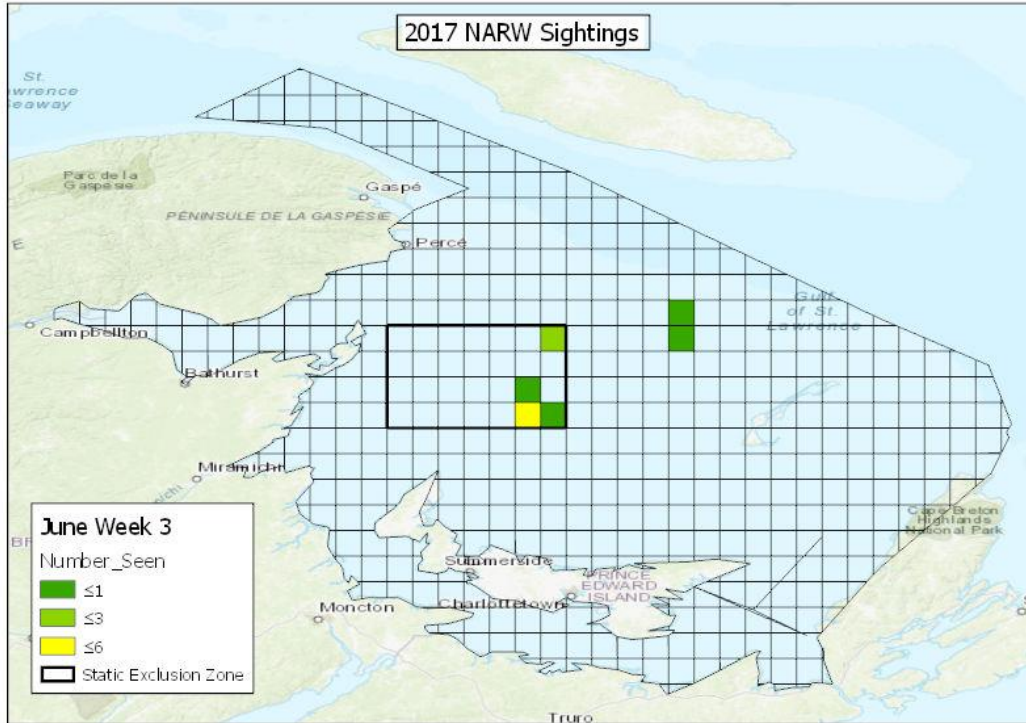 2017 NARW Sightings
St.
Lawrence
Seaway
Parc de la
Gaspésie
Gaspé
PÉNINSULE DE LA GASPÉSIE
Percé
Gulf
of St.
Lawrence
Campbellton
Bathurst
Miramichi
Cape Breton
Highlands
National Park
Summerside
PRINCE
EDWARD
ISLAND
Charlottetown
Moncton
Truro
June Week 3
Number_Seen
≤1
≤3
≤6
Static Exclusion Zone